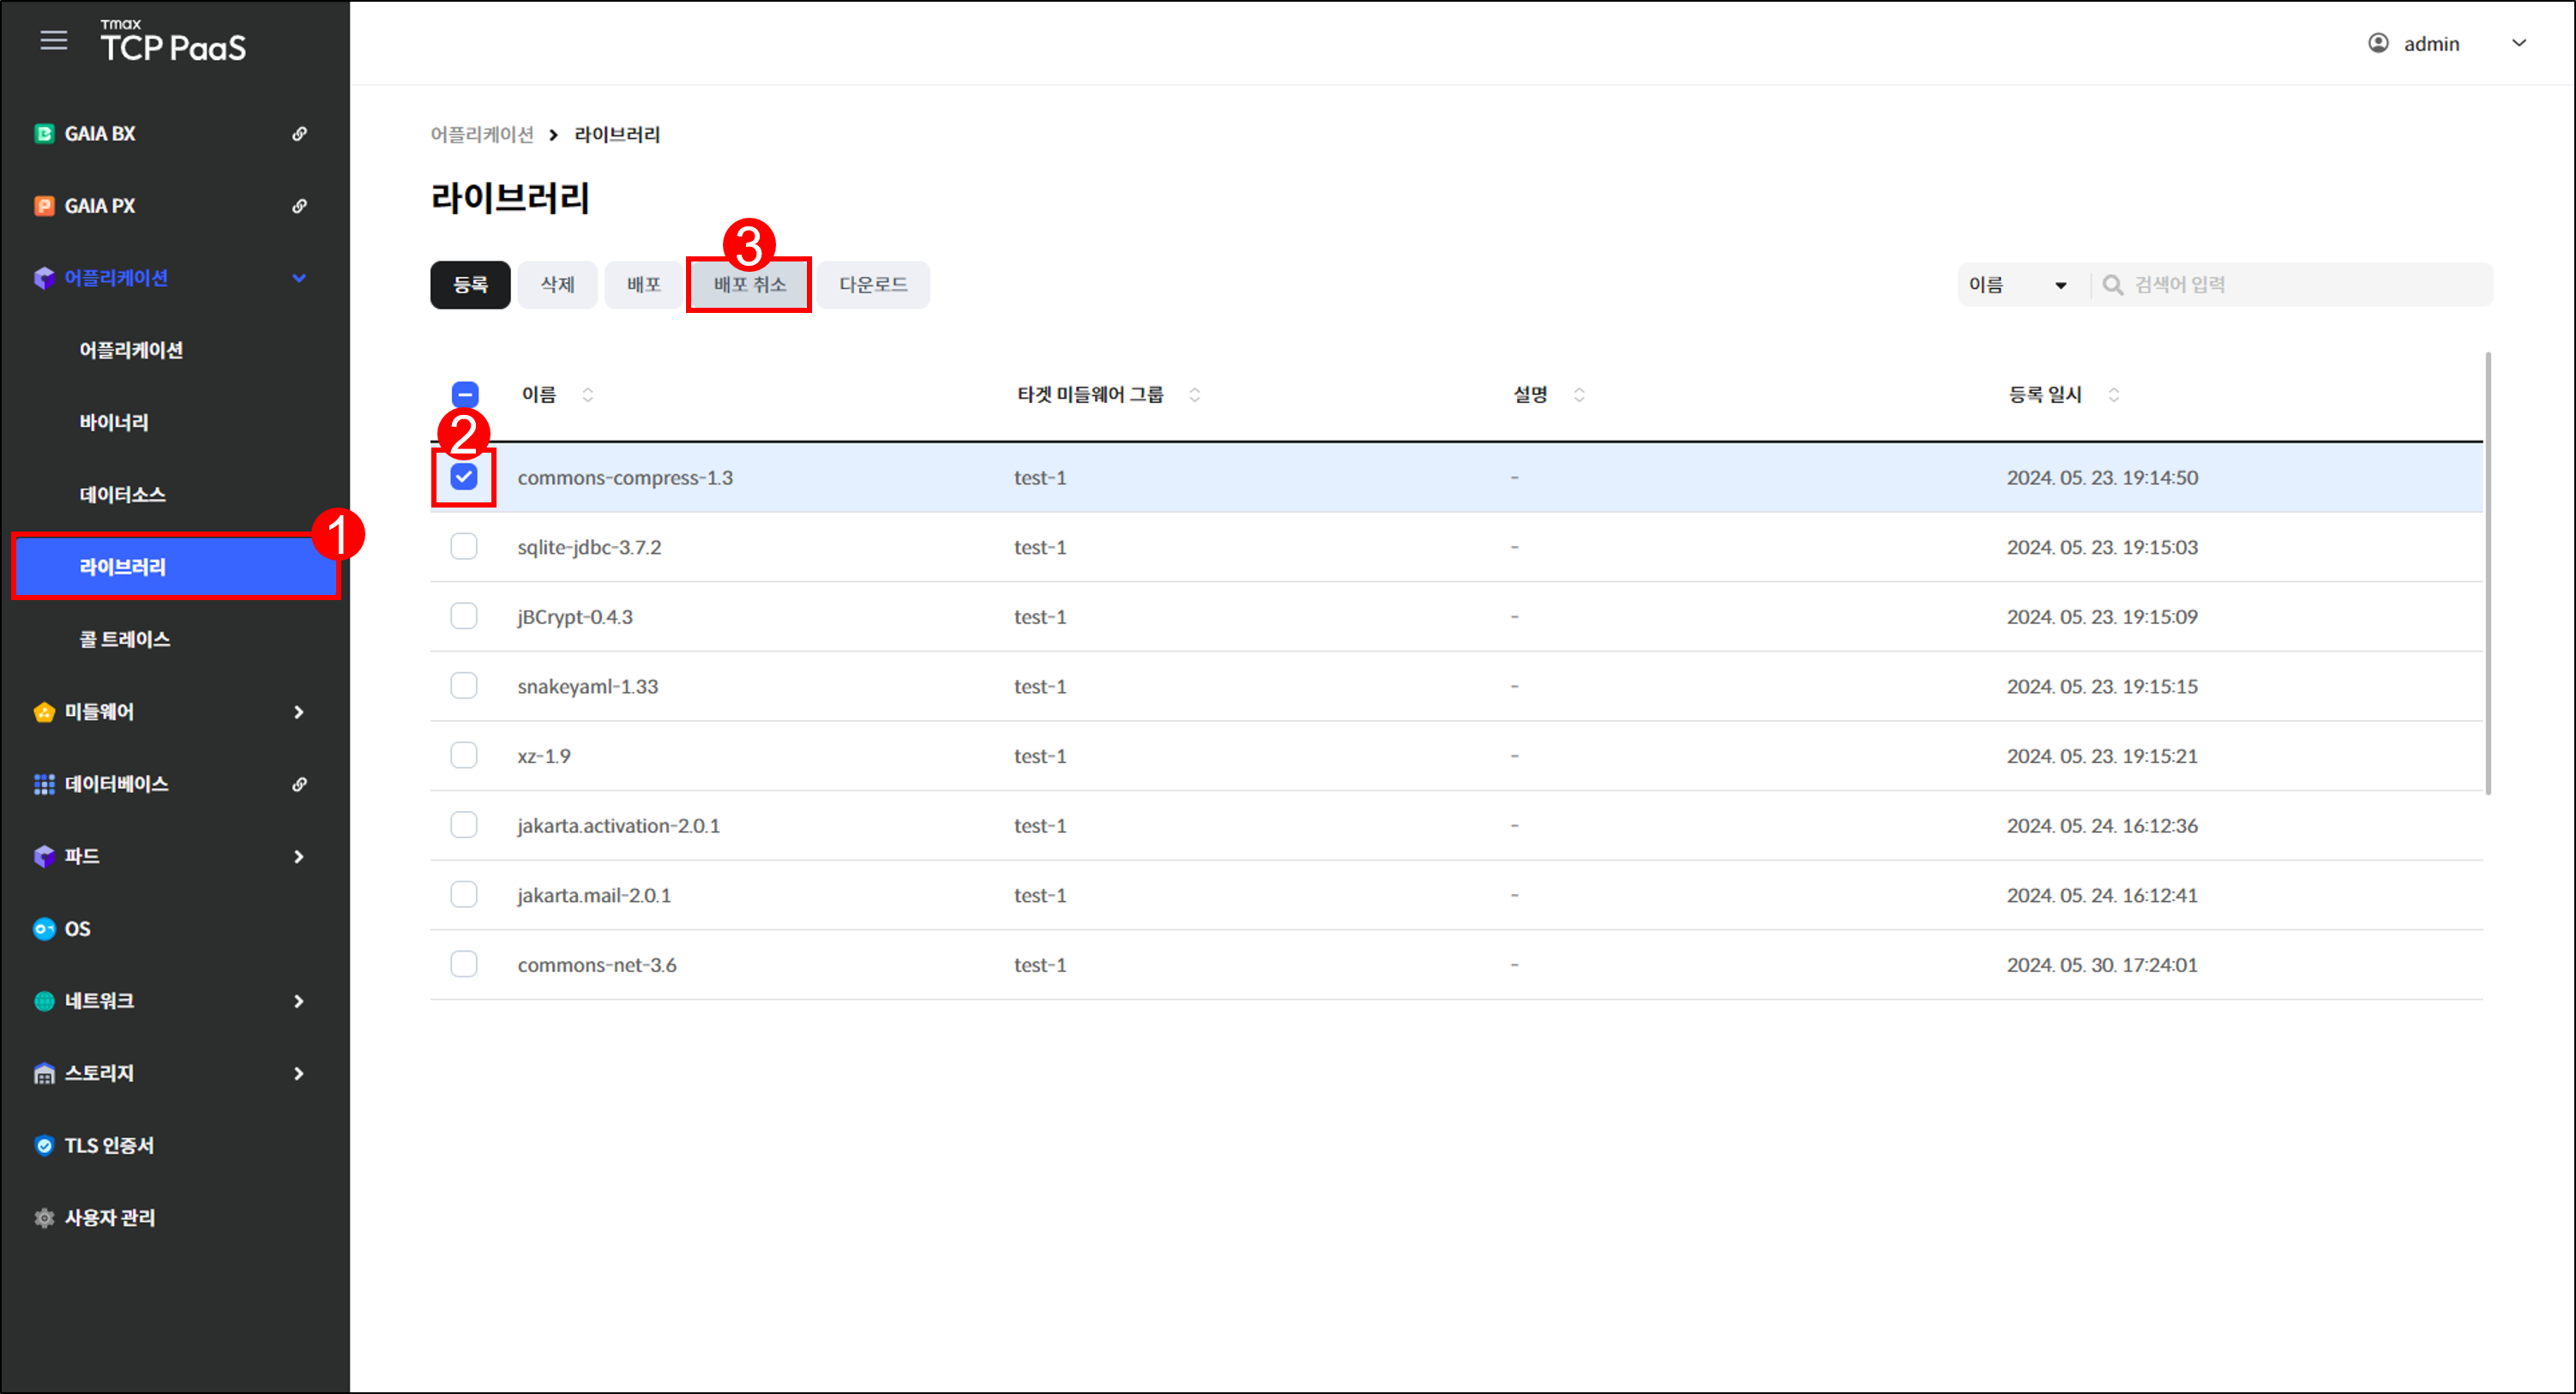 Tmax
TCP PaaS
admin
GAIA BX
GAIA PX
어플리케이션
어플리케이션
바이너리
데이터소스
1
라이브러리
콜 트레이스
미들웨어
데이터베이스
파드
OS
네트워크
스토리지
TLS 인증서
사용자 관리
어플리케이션 > 라이브러리
라이브러리
3
등록 삭제 배포 배포 취소 다운로드
이름 검색어 입력
이름 타겟 미들웨어 그룹 설명 등록 일시
2
commons-compress-1.3 test-1 - 2024. 05. 23. 19:14:50
sqlite-jdbc-3.7.2 test-1 - 2024. 05. 23. 19:15:03
jBCrypt-0.4.3 test-1 - 2024. 05. 23. 19:15:09
snakeyaml-1.33 test-1 - 2024. 05. 23. 19:15:15
xz-1.9 test-1 - 2024. 05. 23. 19:15:21
jakarta.activation-2.0.1 test-1 - 2024. 05. 24. 16:12:36
jakarta.mail-2.0.1 test-1 - 2024. 05. 24. 16:12:41
commons-net-3.6 test-1 - 2024. 05. 30. 17:24:01